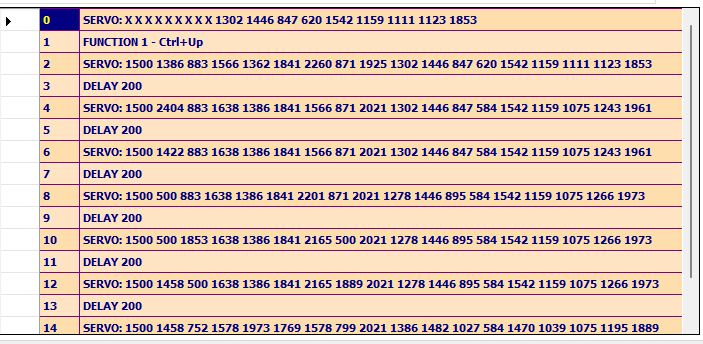 0 SERVO: X X X X X X X X X 1302 1446 847 620 1542 1159 1111 1123 1853
1 FUNCTION 1 - Ctrl+Up
2 SERVO: 1500 1386 883 1566 1362 1841 2260 871 1925 1302 1446 847 620 1542 1159 1111 1123 1853
3 DELAY 200
4 SERVO: 1500 2404 883 1638 1386 1841 1566 871 2021 1302 1446 847 584 1542 1159 1075 1243 1961
5 DELAY 200
6 SERVO: 1500 1422 883 1638 1386 1841 1566 871 2021 1302 1446 847 584 1542 1159 1075 1243 1961
7 DELAY 200
8 SERVO: 1500 500 883 1638 1386 1841 2201 871 2021 1278 1446 895 584 1542 1159 1075 1266 1973
9 DELAY 200
10 SERVO: 1500 500 1853 1638 1386 1841 2165 500 2021 1278 1446 895 584 1542 1159 1075 1266 1973
11 DELAY 200
12 SERVO: 1500 1458 500 1638 1386 1841 2165 1889 2021 1278 1446 895 584 1542 1159 1075 1266 1973
13 DELAY 200
14 SERVO: 1500 1458 752 1578 1973 1769 1578 799 2021 1386 1482 1027 584 1470 1039 1075 1195 1889